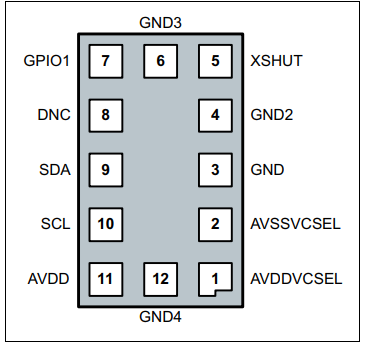 GND3
GPIO1 7 6 5 XSHUT
DNC 8 4 GND2
SDA 9 3 GND
SCL 10 2 AVSSVCSEL
AVDD 11 12 1 AVDDVCSEL
GND4